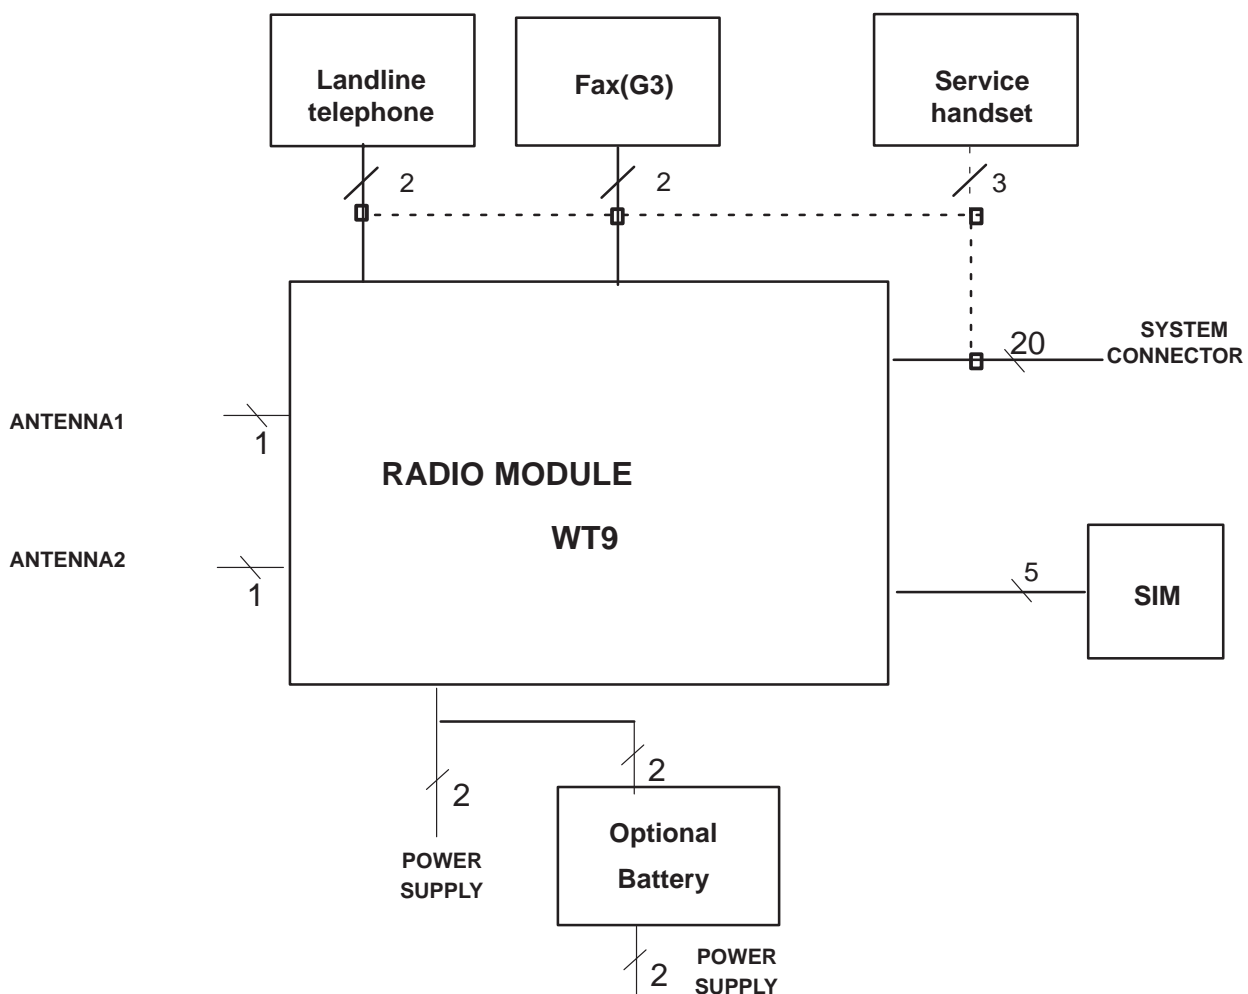 Landline
telephone
Fax(G3)
Service
handset
2
2
3
20
SYSTEM
CONNECTOR
ANTENNA1
1
RADIO MODULE
WT9
ANTENNA2
1
5
SIM
2
2
Optional
Battery
POWER
SUPPLY
2
POWER
SUPPLY